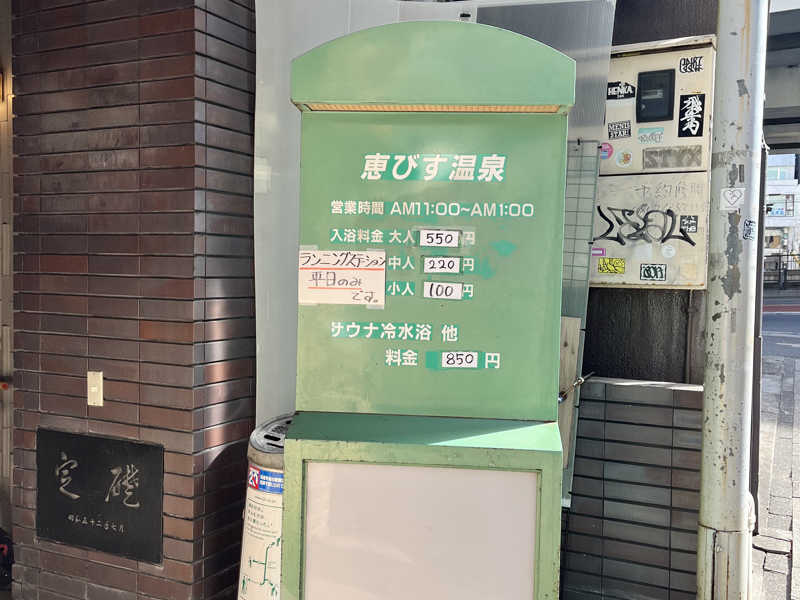 恵びす温泉
営業時間 AM11:00~AM1:00
入浴料金 大人 550 円
中人 220 円
小人 100 円
ランニングステーション
平日のみ
です。
サウナ冷水浴 他
料金 850 円
定礎
HENKA
MENIS
STAR